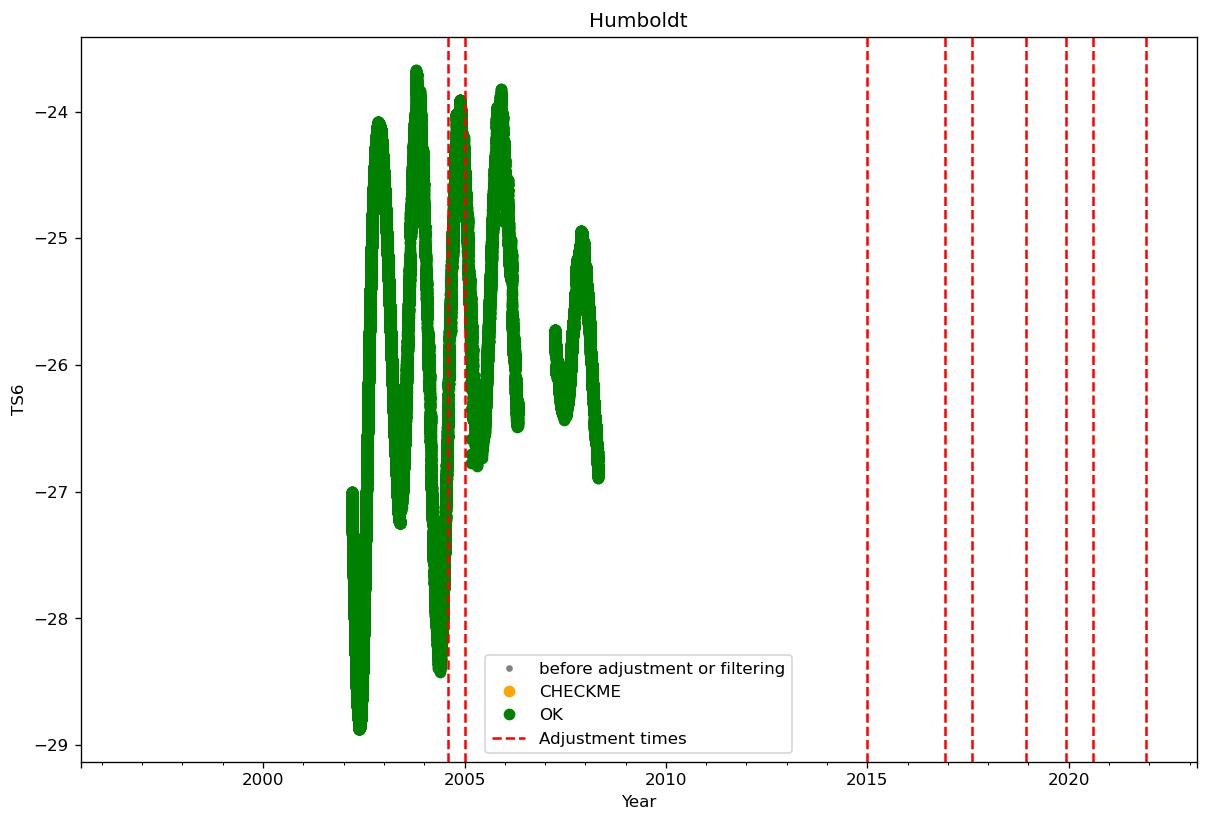 Humboldt
TS6
−24
−25
−26
−27
−28
−29
before adjustment or filtering
CHECKME
OK
Adjustment times
2000
2005
2010
2015
2020
Year